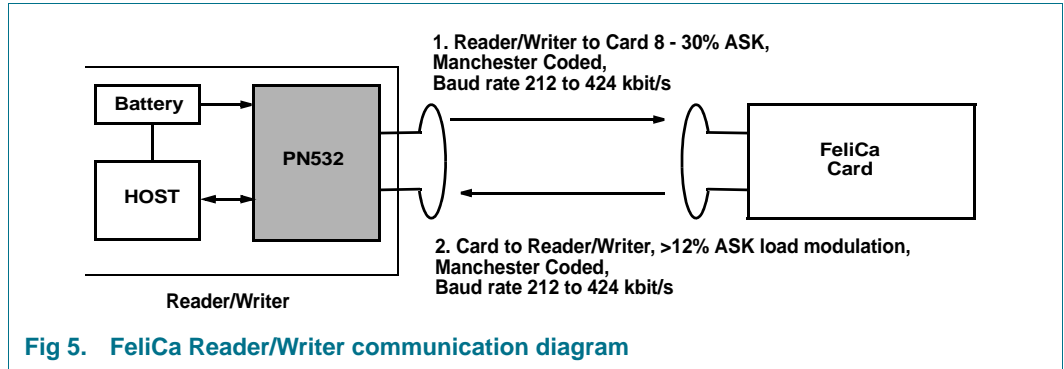 1. Reader/Writer to Card 8 - 30% ASK,
Manchester Coded,
Baud rate 212 to 424 kbit/s
Battery
PN532
HOST
FeliCa
Card
2. Card to Reader/Writer, >12% ASK load modulation,
Manchester Coded,
Baud rate 212 to 424 kbit/s
Reader/Writer
Fig 5. FeliCa Reader/Writer communication diagram